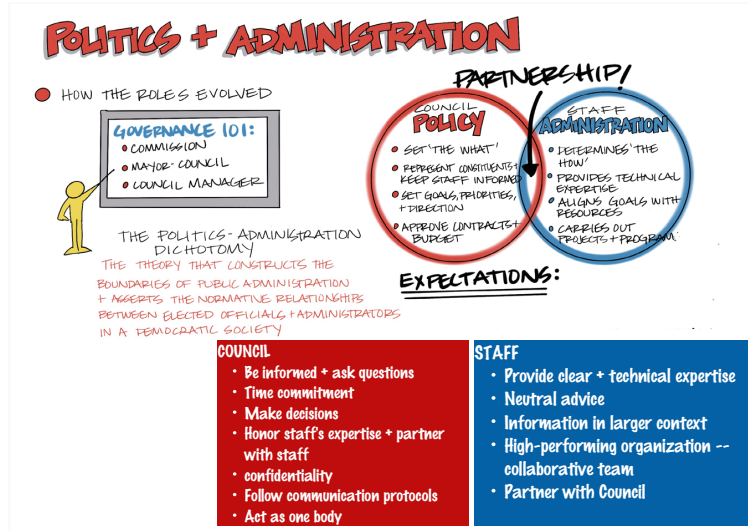 POLITICS + ADMINISTRATION
HOW THE ROLES EVOLVED
GOVERNANCE 101:
COMMISSION
MAYOR-COUNCIL
COUNCIL MANAGER
THE POLITICS-ADMINISTRATION
DICHOTOMY
THE THEORY THAT CONSTRUCTS THE
BOUNDARIES OF PUBLIC ADMINISTRATION
+ ASSERTS THE NORMATIVE RELATIONSHIPS
BETWEEN ELECTED OFFICIALS + ADMINISTRATORS
IN A DEMOCRATIC SOCIETY
PARTNERSHIP!
COUNCIL
POLICY
SET 'THE WHAT'
REPRESENT CONSTITUENTS +
KEEP STAFF INFORMED
SET GOALS, PRIORITIES,
+ DIRECTION
APPROVE CONTRACTS +
BUDGET
STAFF
ADMINISTRATION
DETERMINES 'THE
HOW'
PROVIDES TECHNICAL
EXPERTISE
ALIGNS GOALS WITH
RESOURCES
CARRIES OUT
PROJECTS + PROGRAM
EXPECTATIONS:
COUNCIL
• Be informed + ask questions
• Time commitment
• Make decisions
• Honor staff's expertise + partner
with staff
• confidentiality
• Follow communication protocols
• Act as one body
STAFF
• Provide clear + technical expertise
• Neutral advice
• Information in larger context
• High-performing organization --
collaborative team
• Partner with Council